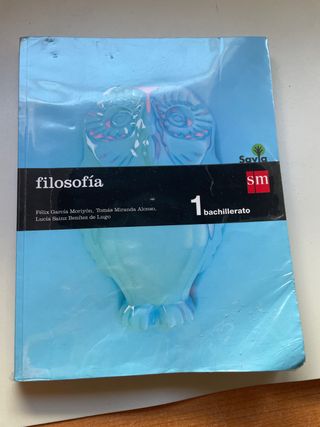 Savia
sm
filosofía
Félix García Moriyón, Tomás Miranda Alonso,
Lucía Sainz Benítez de Lugo
1 bachillerato